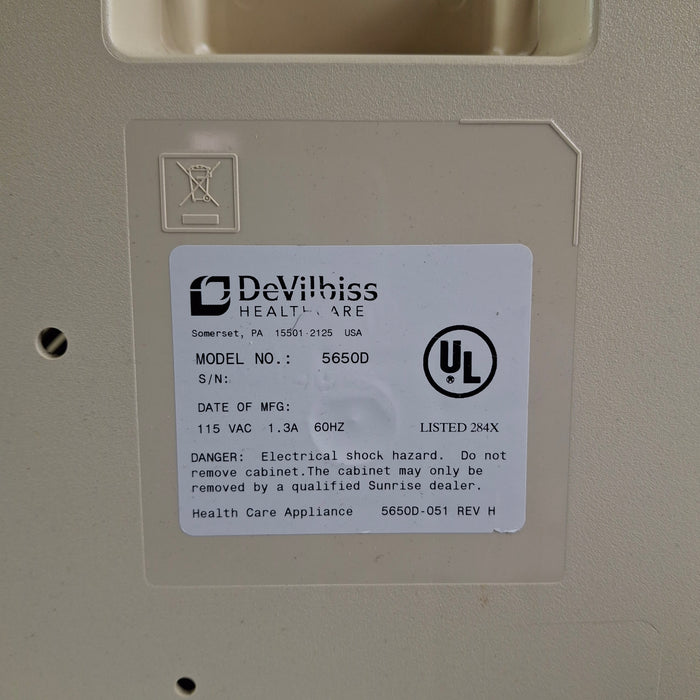 DeVilbiss
HEALTHCARE
Somerset, PA 15501-2125 USA
MODEL NO.: 5650D
S/N:
DATE OF MFG:
115 VAC 1.3A 60HZ
UL
®
LISTED 284X
DANGER: Electrical shock hazard. Do not
remove cabinet.The cabinet may only be
removed by a qualified Sunrise dealer.
Health Care Appliance 5650D-051 REV H